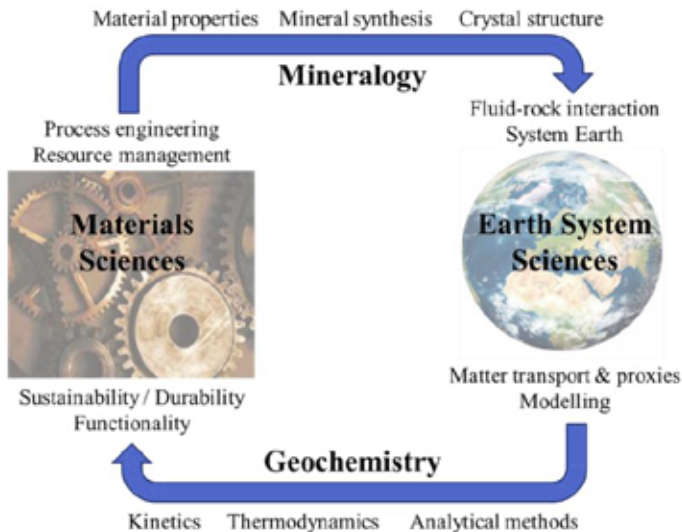 Material properties Mineral synthesis Crystal structure
Mineralogy
Process engineering
Resource management
Materials
Sciences
Sustainability / Durability
Functionality
Fluid-rock interaction
System Earth
Earth System
Sciences
Matter transport & proxies
Modelling
Geochemistry
Kinetics Thermodynamics Analytical methods